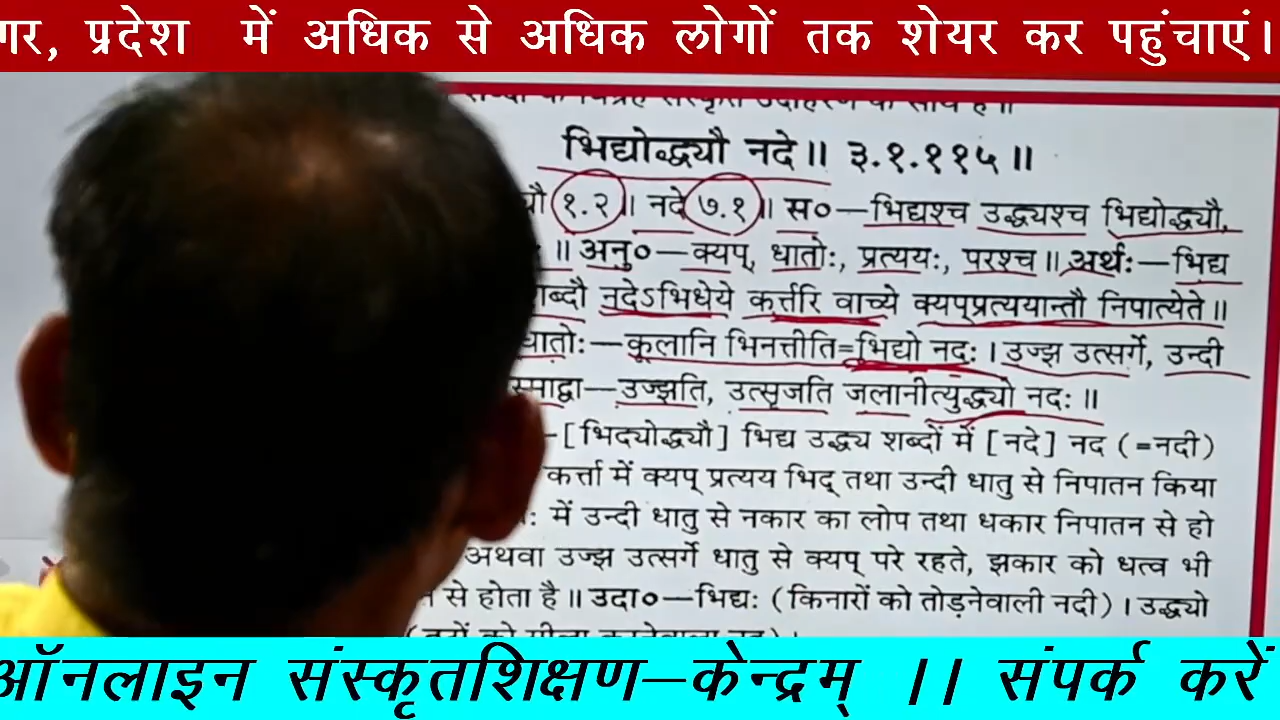 गर, प्रदेश में अधिक से अधिक लोगों तक शेयर कर पहुंचाएं।
भिद्योद्ध्यौ नदे॥ ३.१.११५॥
१.२॥ नदे ७.१॥ स०—भिद्यश्च उद्ध्यश्च भिद्योद्ध्यौ,
॥ अनु०—क्यप्, धातोः, प्रत्ययः, परश्च॥ अर्थः—भिद्य
नदेऽभिधेये कर्त्तरि वाच्ये क्यप्प्रत्ययान्तौ निपात्येते॥
—कूलानि भिनत्तीति=भिद्यो नदः। उज्झ उत्सर्गे, उन्दी
उज्झति, उत्सृजति जलानीत्युद्ध्यो नदः॥
-[भिद्योद्ध्यौ] भिद्य उद्ध्य शब्दों में [नदे] नद (=नदी)
कर्त्ता में क्यप् प्रत्यय भिद् तथा उन्दी धातु से निपातन किया
में उन्दी धातु से नकार का लोप तथा धकार निपातन से हो
अथवा उज्झ उत्सर्गे धातु से क्यप् परे रहते, झकार को धत्व भी
से होता है॥ उदा०—भिद्यः (किनारों को तोड़नेवाली नदी)। उद्ध्यो
ऑनलाइन संस्कृतशिक्षण–केन्द्रम् || संपर्क करें